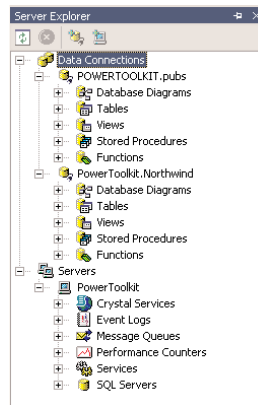 Server Explorer
Data Connections
POWERTOOLKIT.pubs
Database Diagrams
Tables
Views
Stored Procedures
Functions
PowerToolkit.Northwind
Database Diagrams
Tables
Views
Stored Procedures
Functions
Servers
PowerToolkit
Crystal Services
Event Logs
Message Queues
Performance Counters
Services
SQL Servers